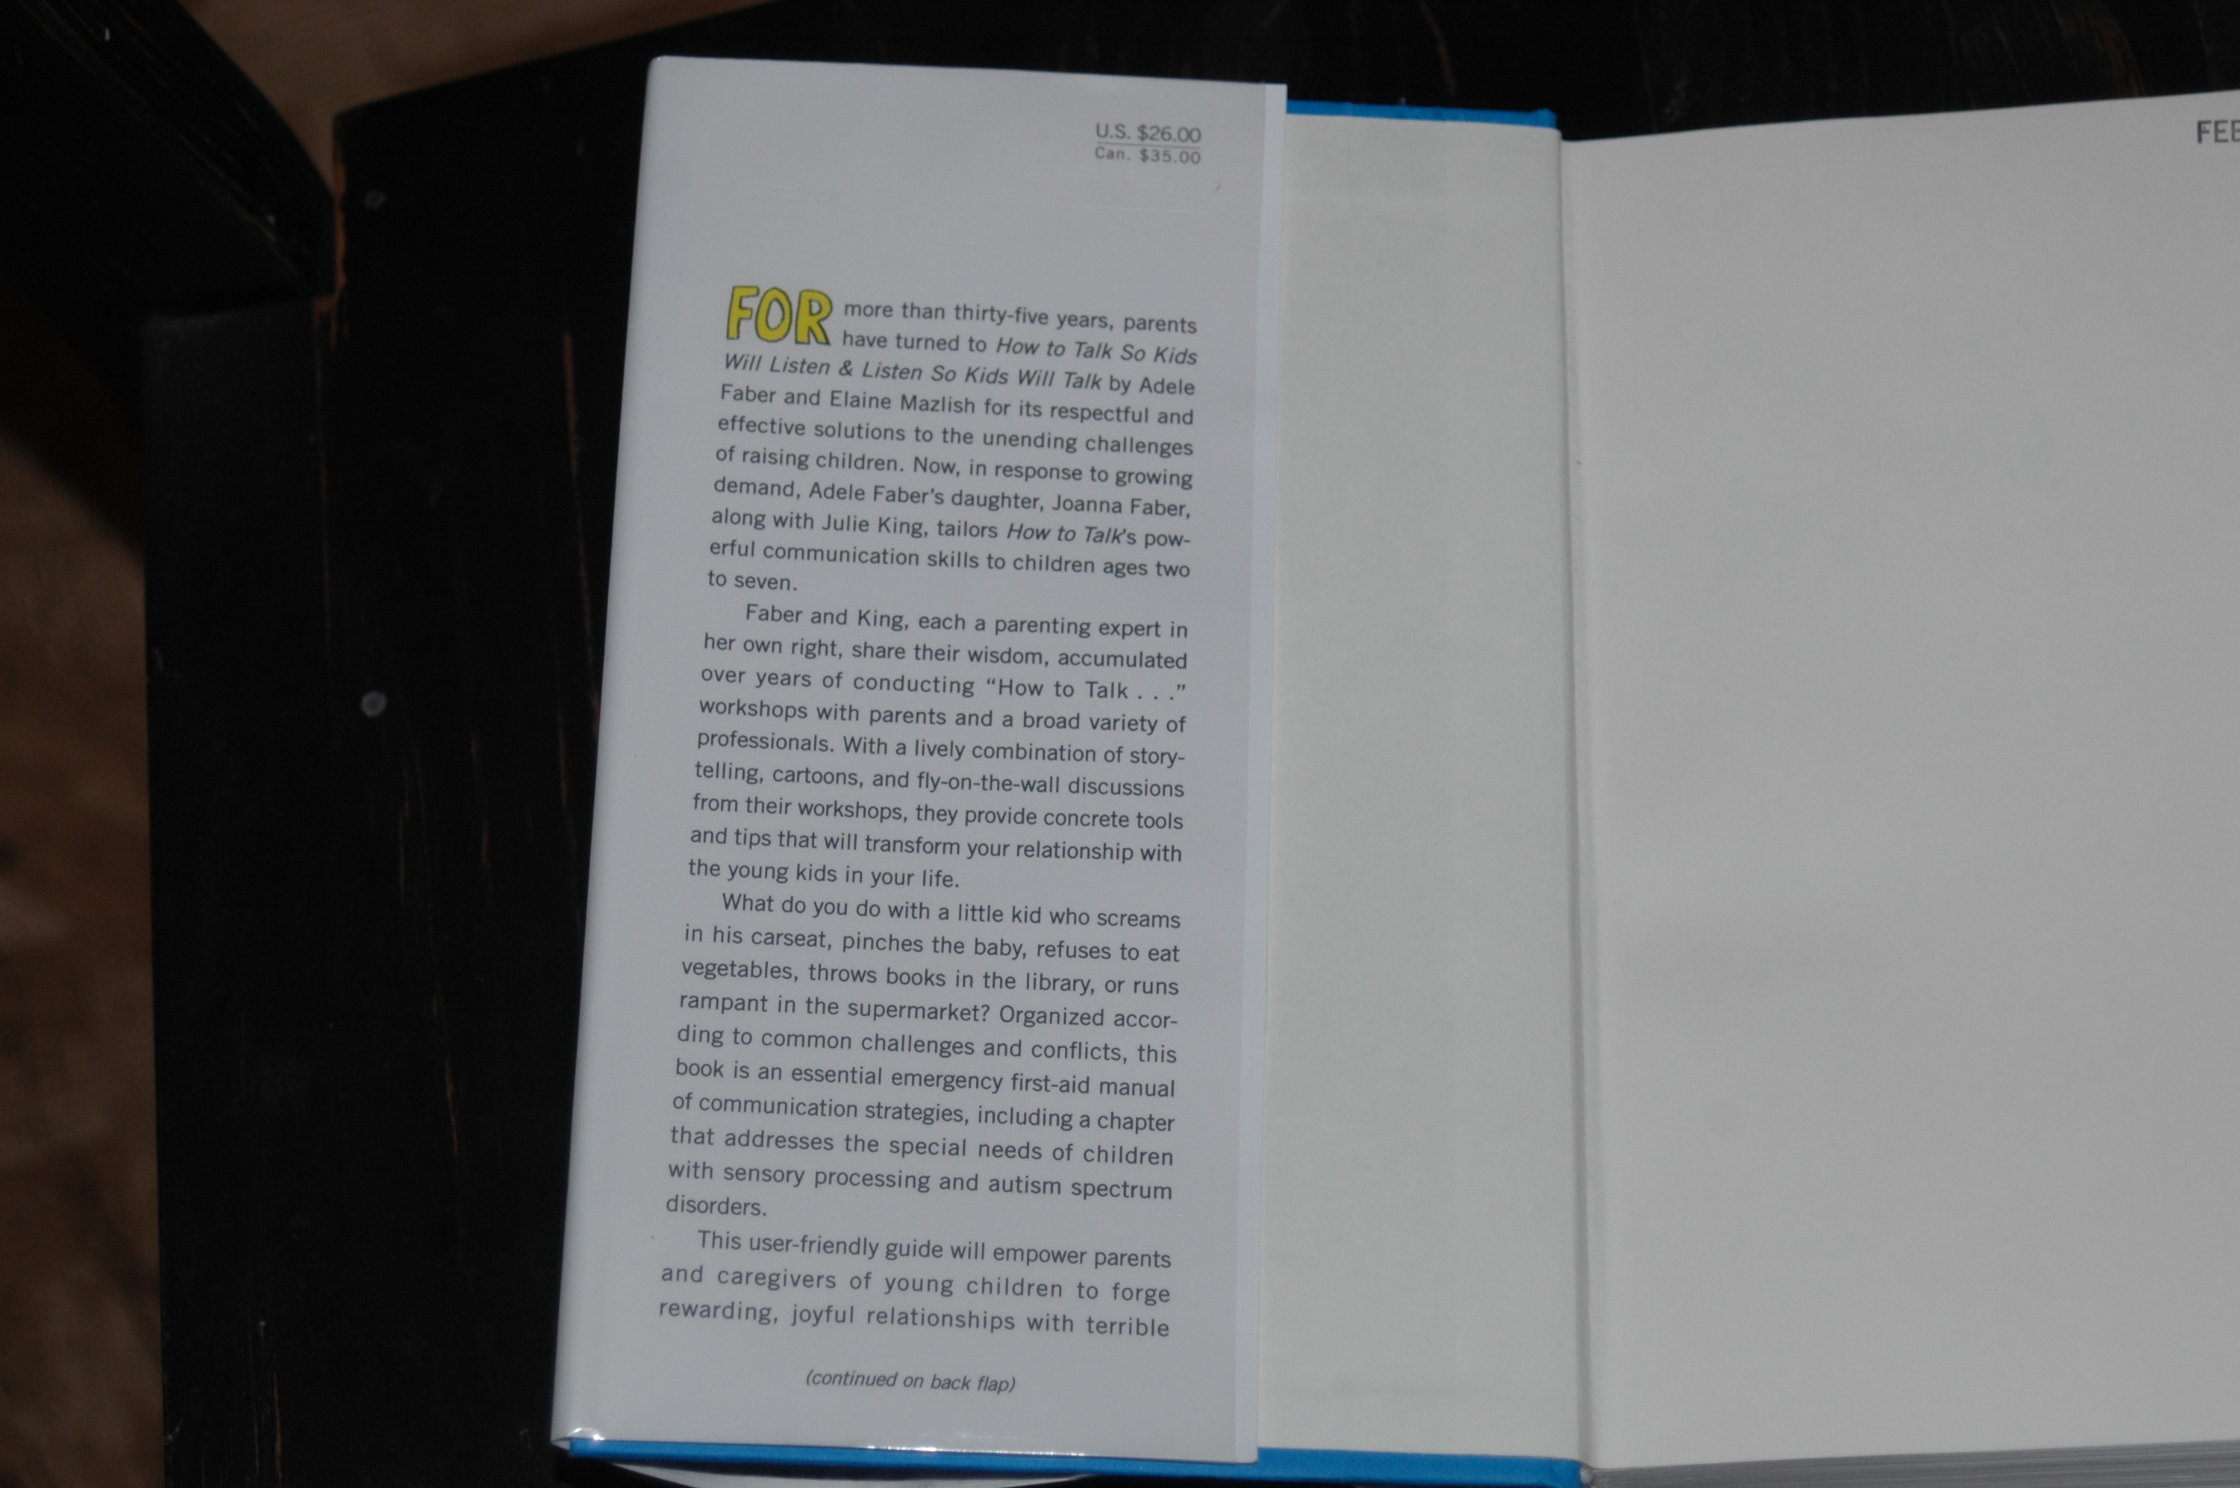 U.S. $26.00
Can. $35.00
FOR more than thirty-five years, parents
have turned to How to Talk So Kids
Will Listen & Listen So Kids Will Talk by Adele
Faber and Elaine Mazlish for its respectful and
effective solutions to the unending challenges
of raising children. Now, in response to growing
demand, Adele Faber's daughter, Joanna Faber,
along with Julie King, tailors How to Talk's pow-
erful communication skills to children ages two
to seven.
Faber and King, each a parenting expert in
her own right, share their wisdom, accumulated
over years of conducting “How to Talk . . .”
workshops with parents and a broad variety of
professionals. With a lively combination of story-
telling, cartoons, and fly-on-the-wall discussions
from their workshops, they provide concrete tools
and tips that will transform your relationship with
the young kids in your life.
What do you do with a little kid who screams
in his carseat, pinches the baby, refuses to eat
vegetables, throws books in the library, or runs
rampant in the supermarket? Organized accor-
ding to common challenges and conflicts, this
book is an essential emergency first-aid manual
of communication strategies, including a chapter
that addresses the special needs of children
with sensory processing and autism spectrum
disorders.
This user-friendly guide will empower parents
and caregivers of young children to forge
rewarding, joyful relationships with terrible
(continued on back flap)